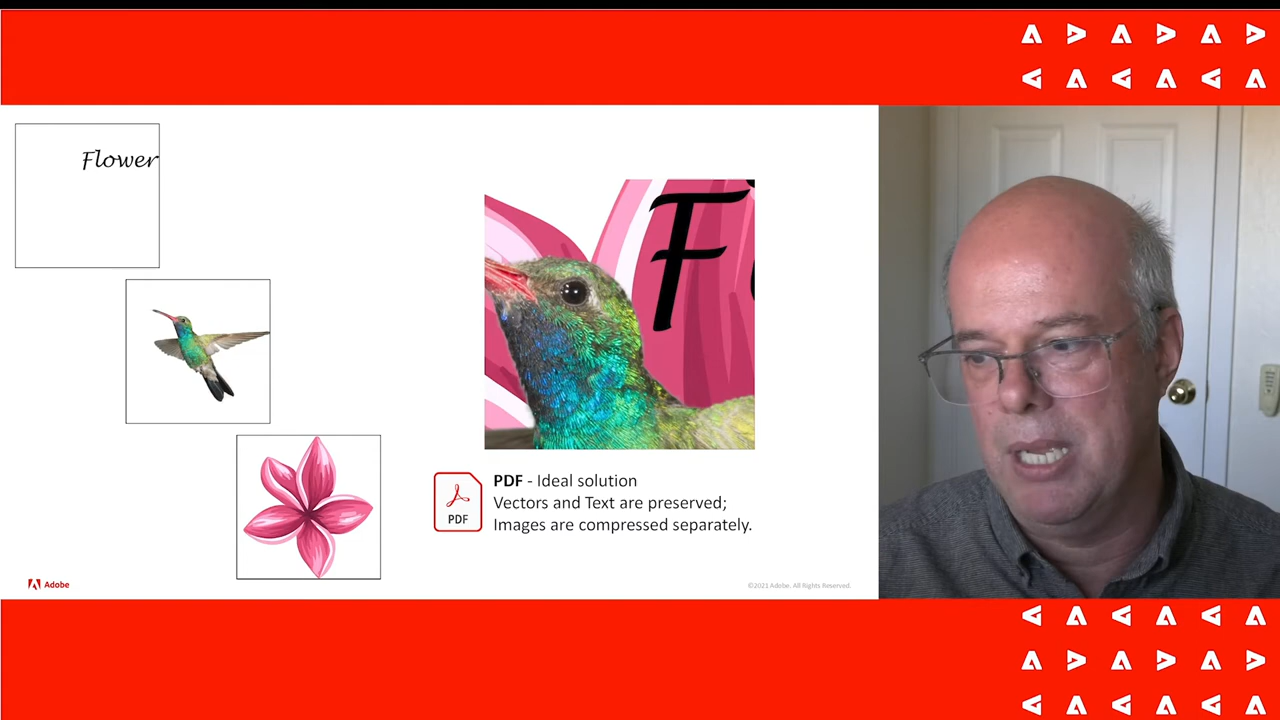 Flower
Fl
PDF
PDF - Ideal solution
Vectors and Text are preserved;
Images are compressed separately.
Adobe
©2021 Adobe. All Rights Reserved.